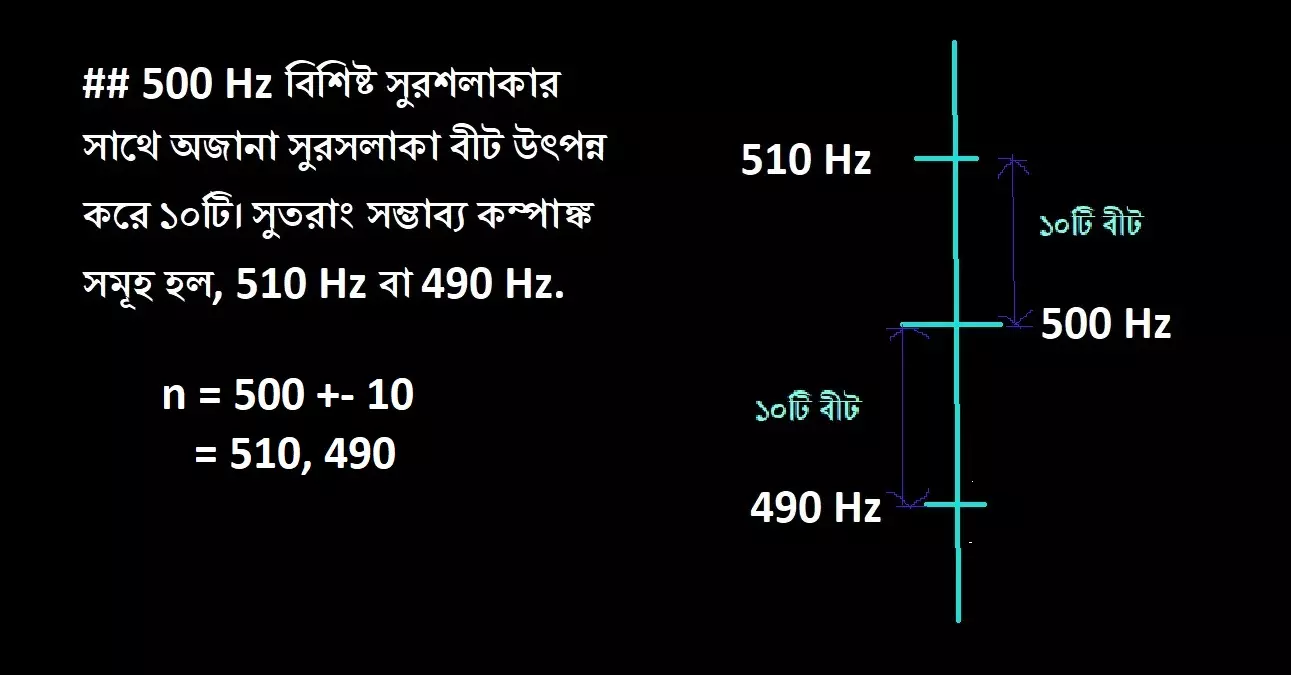 ## 500 Hz বিশিষ্ট সুরশলাকার
সাথে অজানা সুরসলাকা বীট উৎপন্ন
করে ১০টি। সুতরাং সম্ভাব্য কম্পাঙ্ক
সমূহ হল, 510 Hz বা 490 Hz.
n = 500 +- 10
= 510, 490
510 Hz
১০টি বীট
500 Hz
১০টি বীট
490 Hz